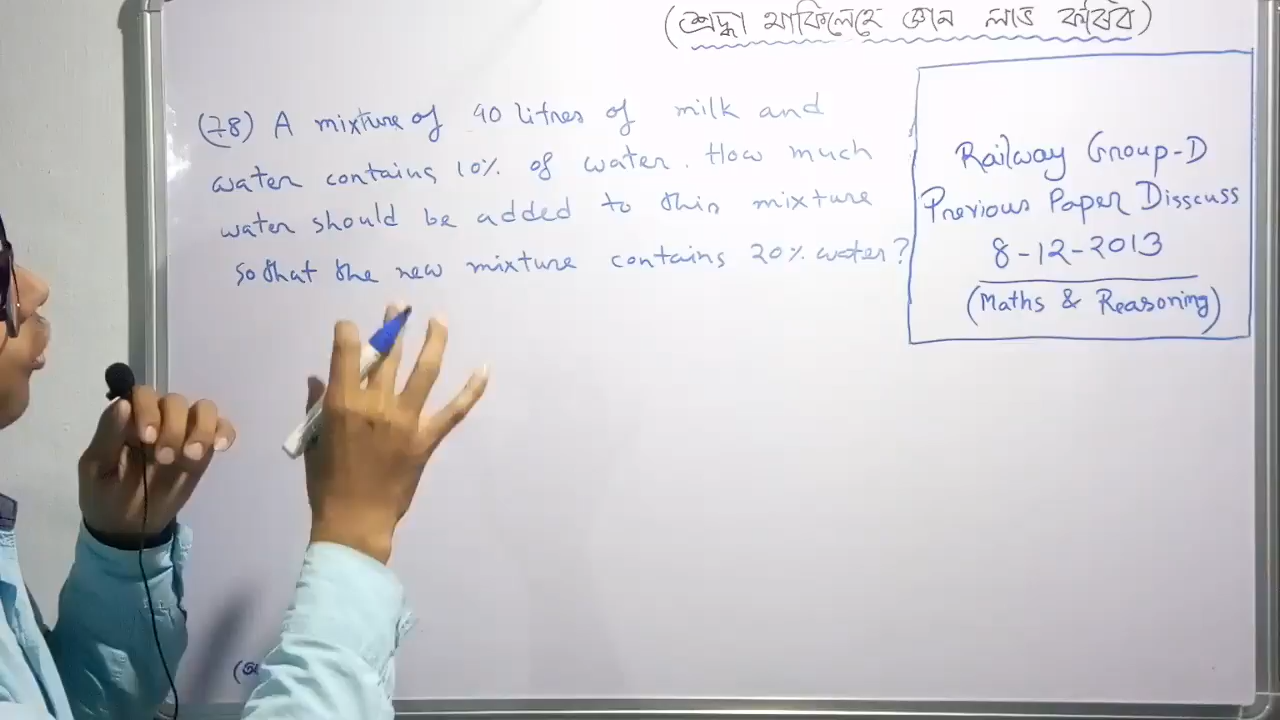 (শ্রদ্ধা থাকিলেহে জ্ঞান লাভ কৰিব)
(78) A mixture of 40 litres of milk and
water contains 10% of water. How much
water should be added to this mixture
so that the new mixture contains 20% water?
Railway Group-D
Previous Paper Disscuss
8-12-2013
(Maths & Reasoning)